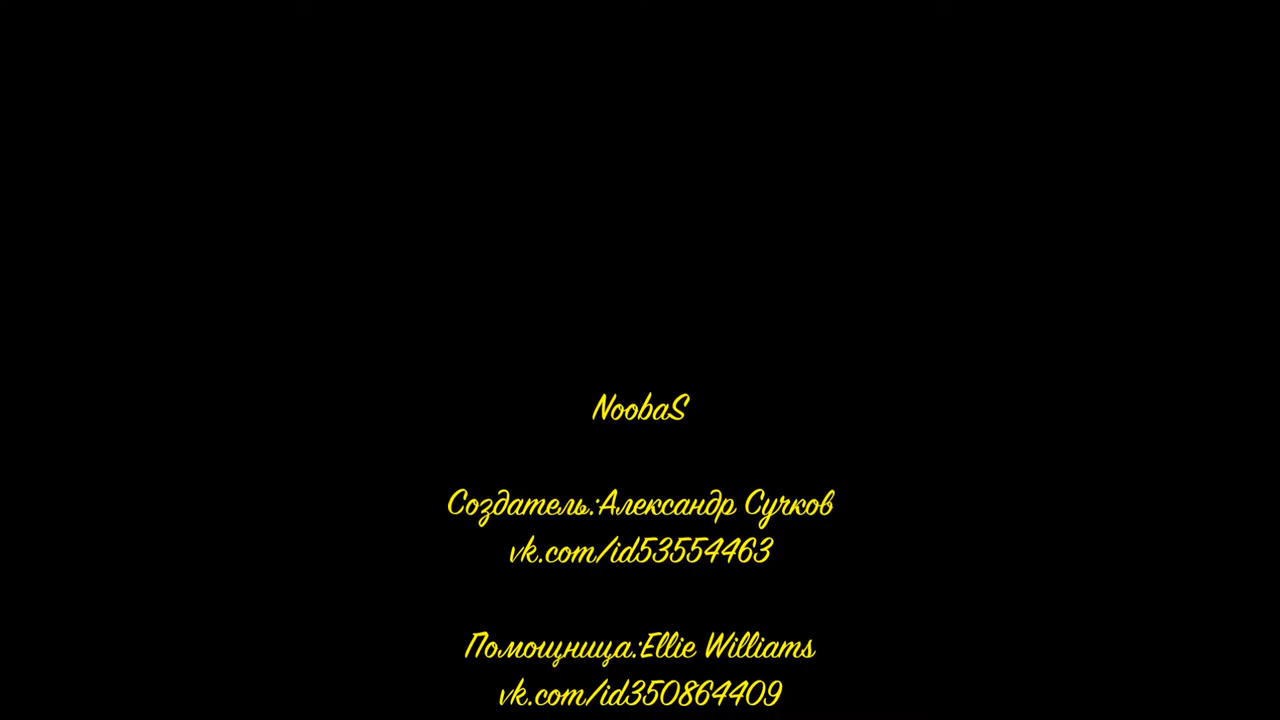 NoobaS
Создатель:Александр Сучков
vk.com/id53554463
Помощница:Ellie Williams
vk.com/id350864409